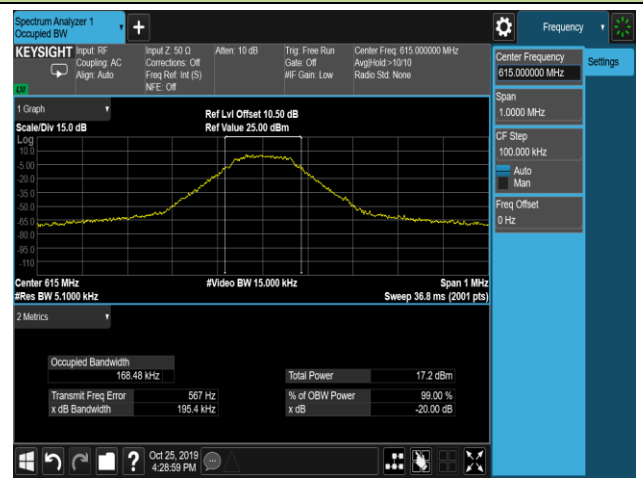 Spectrum Analyzer 1
Occupied BW
Frequency
KEYSIGHT
Input: RF
Coupling: AC
Align: Auto
Input Z: 50 Ω
Corrections: Off
Freq Ref: Int (S)
NFE: Off
Atten: 10 dB
Trig: Free Run
Gate: Off
#IF Gain: Low
Center Freq: 615.000000 MHz
Avg|Hold:>10/10
Radio Std: None
LXI
Center Frequency
615.000000 MHz
Settings
Span
1.0000 MHz
CF Step
100.000 kHz
Auto
Man
Freq Offset
0 Hz
1 Graph
Scale/Div 15.0 dB
Ref Lvl Offset 10.50 dB
Ref Value 25.00 dBm
Log
10.0
-5.00
-20.0
-35.0
-50.0
-65.0
-80.0
-95.0
-110
Center 615 MHz
#Video BW 15.000 kHz
Span 1 MHz
#Res BW 5.1000 kHz
Sweep 36.8 ms (2001 pts)
2 Metrics
Occupied Bandwidth
168.48 kHz
Total Power 17.2 dBm
Transmit Freq Error 567 Hz
% of OBW Power 99.00 %
x dB Bandwidth 195.4 kHz
x dB -20.00 dB
?
Oct 25, 2019
4:28:59 PM